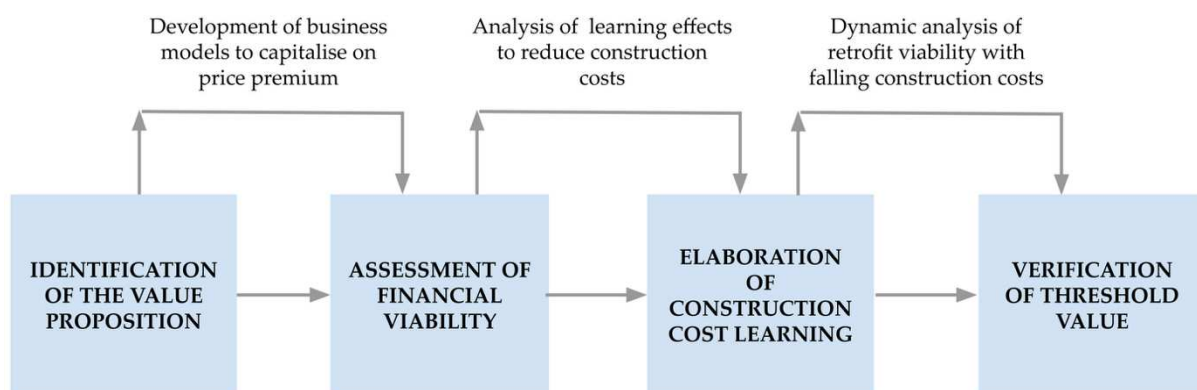 Development of business
models to capitalise on
price premium
Analysis of learning effects
to reduce construction
costs
Dynamic analysis of
retrofit viability with
falling construction costs
IDENTIFICATION
OF THE VALUE
PROPOSITION
ASSESSMENT OF
FINANCIAL
VIABILITY
ELABORATION
OF
CONSTRUCTION
COST LEARNING
VERIFICATION
OF THRESHOLD
VALUE